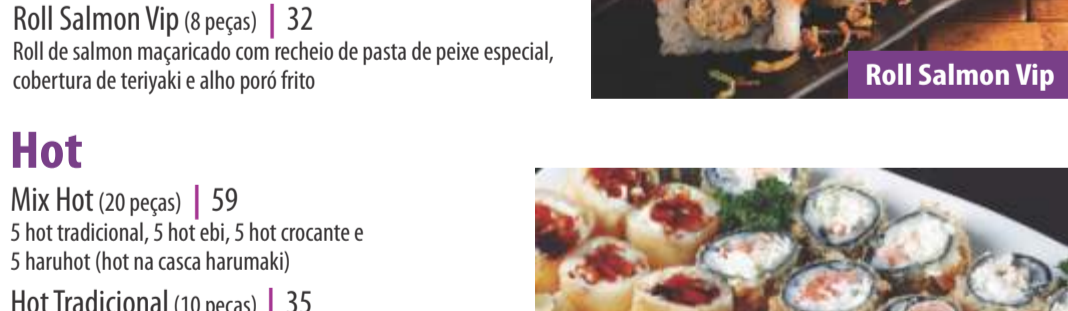 Roll Salmon Vip (8 peças) | 32
Roll de salmon maçaricado com recheio de pasta de peixe especial,
cobertura de teriyaki e alho poró frito
Roll Salmon Vip
Hot
Mix Hot (20 peças) | 59
5 hot tradicional, 5 hot ebi, 5 hot crocante e
5 haruhot (hot na casca harumaki)
Hot Tradicional (10 peças) | 35